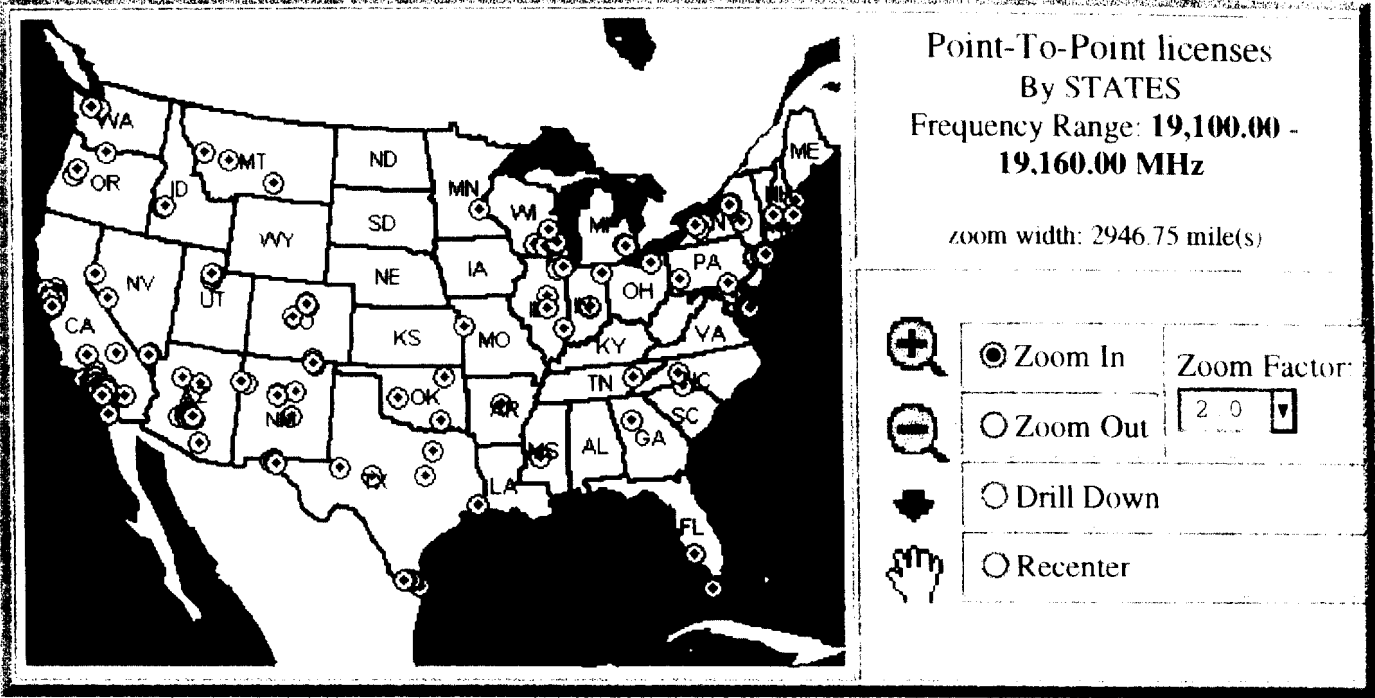 Point-To-Point licenses
By STATES
Frequency Range: 19,100.00 -
19,160.00 MHz
zoom width: 2946.75 mile(s)
Zoom In
Zoom Factor:
2.0
Zoom Out
Drill Down
Recenter
WA
MT
ND
ME
OR
ID
MN
SD
WI
WY
NE
IA
PA
NV
UT
OH
CA
KS
MO
KY
VA
TN
NC
OK
AR
NM
SC
GA
MS
AL
TX
LA
FL